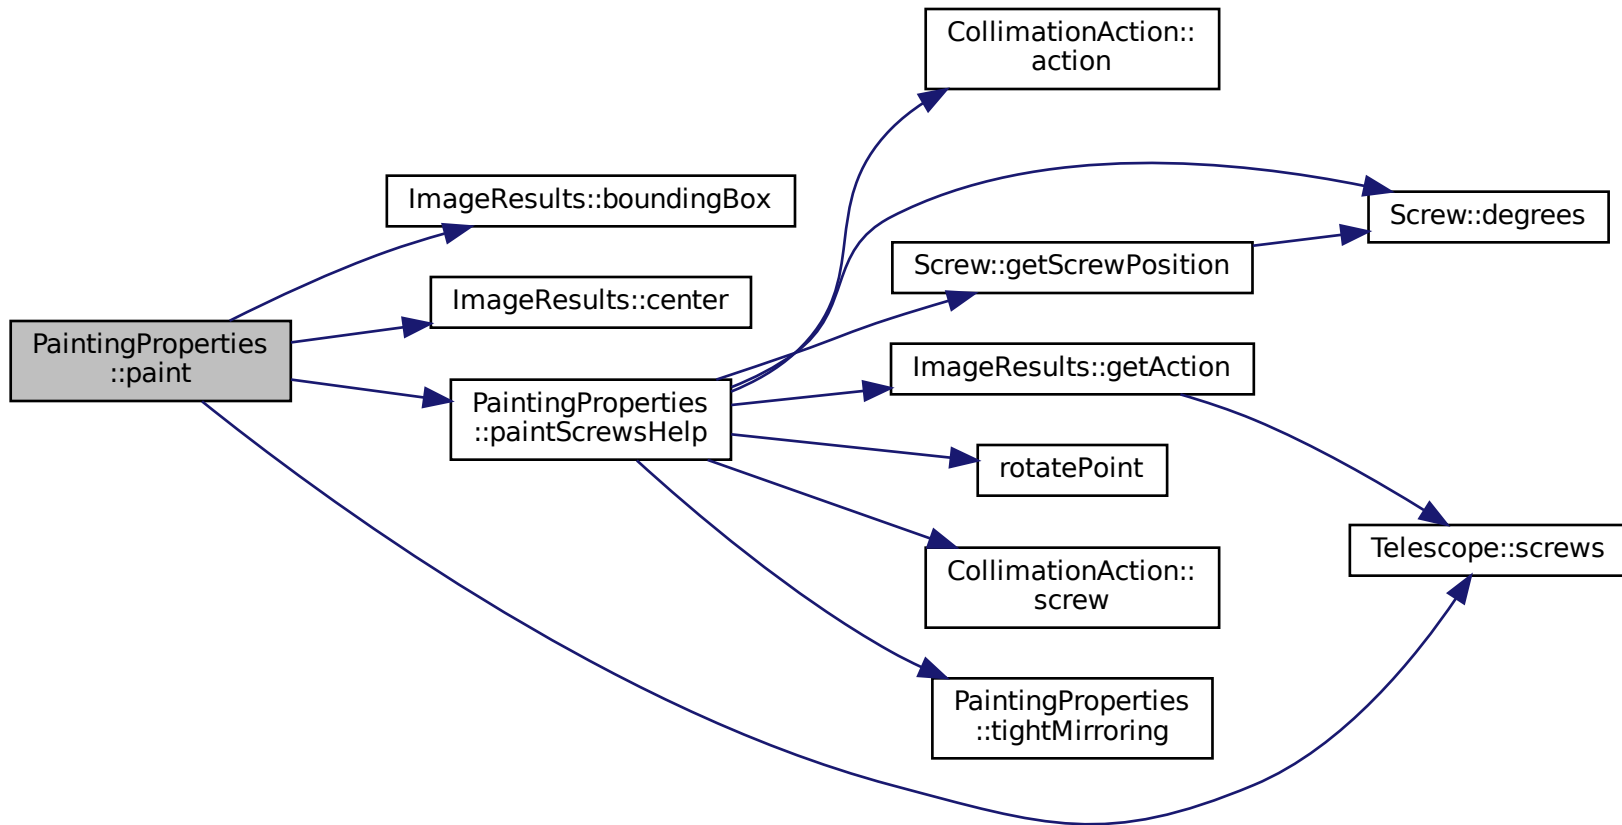 PaintingProperties
::paint
ImageResults::boundingBox
ImageResults::center
PaintingProperties
::paintScrewsHelp
CollimationAction::
action
Screw::degrees
Screw::getScrewPosition
ImageResults::getAction
rotatePoint
Telescope::screws
CollimationAction::
screw
PaintingProperties
::tightMirroring